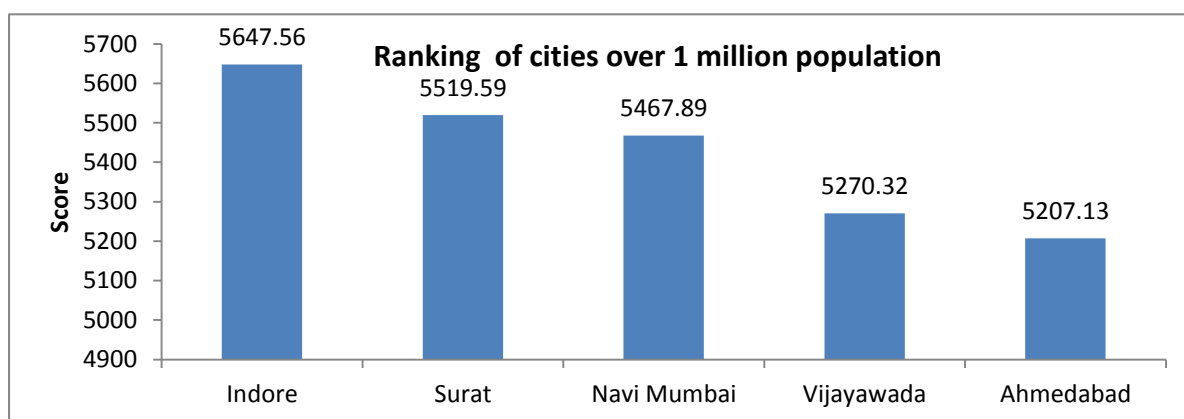 Ranking of cities over 1 million population
Score
5700
5600
5500
5400
5300
5200
5100
5000
4900
5647.56
5519.59
5467.89
5270.32
5207.13
Indore
Surat
Navi Mumbai
Vijayawada
Ahmedabad